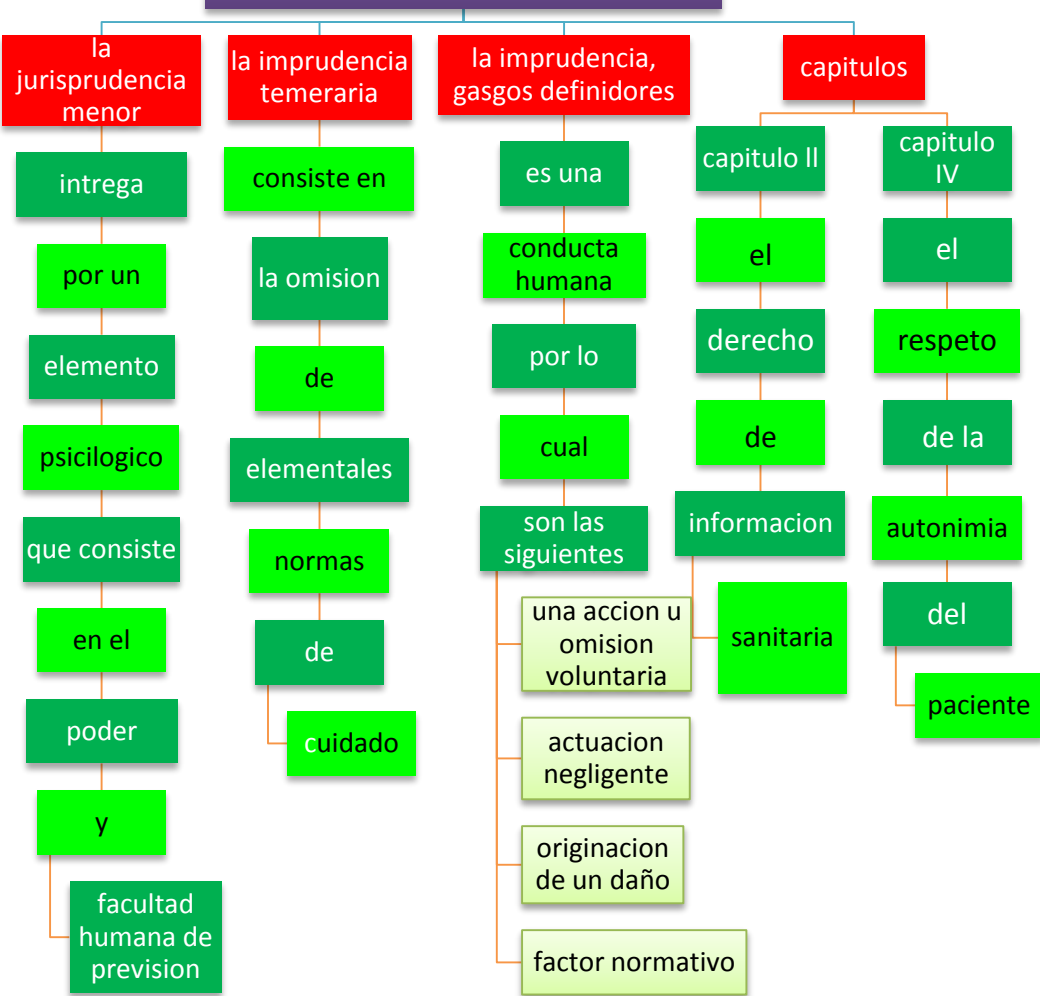 la
jurisprudencia
menor
intrega
por un
elemento
psicilogico
que consiste
en el
poder
y
facultad
humana de
prevision
la imprudencia
temeraria
consiste en
la omision
de
elementales
normas
de
cuidado
la imprudencia,
gasgos definidores
es una
conducta
humana
por lo
cual
son las
siguientes
una accion u
omision
voluntaria
actuacion
negligente
originacion
de un daño
factor normativo
capitulos
capitulo ll
el
derecho
de
informacion
sanitaria
capitulo
IV
el
respeto
de la
autonimia
del
paciente